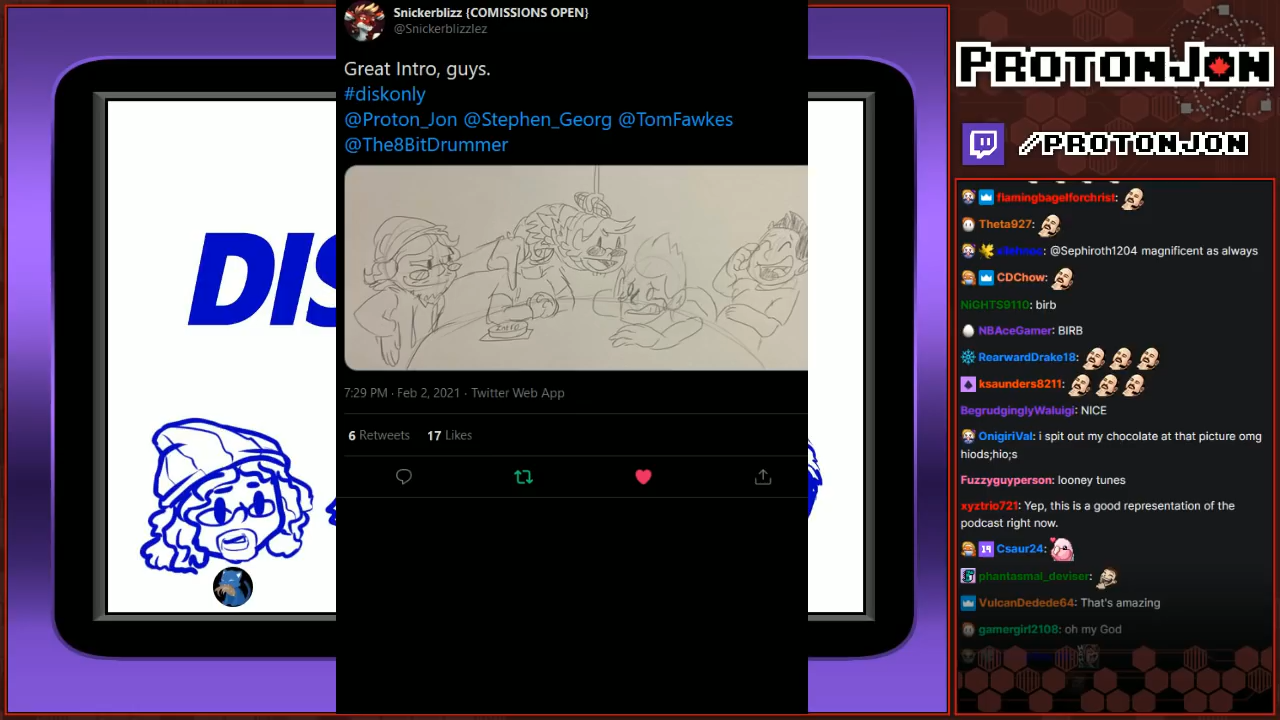 Snickerblizz {COMISSIONS OPEN}
@Snickerblizzlez
Great Intro, guys.
#diskonly
@Proton_Jon @Stephen_Georg @TomFawkes
@The8BitDrummer
Intro
7:29 PM · Feb 2, 2021 · Twitter Web App
6 Retweets 17 Likes
DIS
PROTONJON
/PROTONJON
flamingbagelforchrist:
Theta927:
@Sephiroth1204 magnificent as always
CDChow:
NiGHTS9110: birb
NBAceGamer: BIRB
RearwardDrake18:
ksaunders8211:
BegrudginglyWaluigi: NICE
OnigiriVal: i spit out my chocolate at that picture omg
hiods;hio;s
Fuzzyguyperson: looney tunes
xyztrio721: Yep, this is a good representation of the
podcast right now.
19 Csaur24:
phantasmal_deviser:
VulcanDedede64: That's amazing
gamergirl2108: oh my God